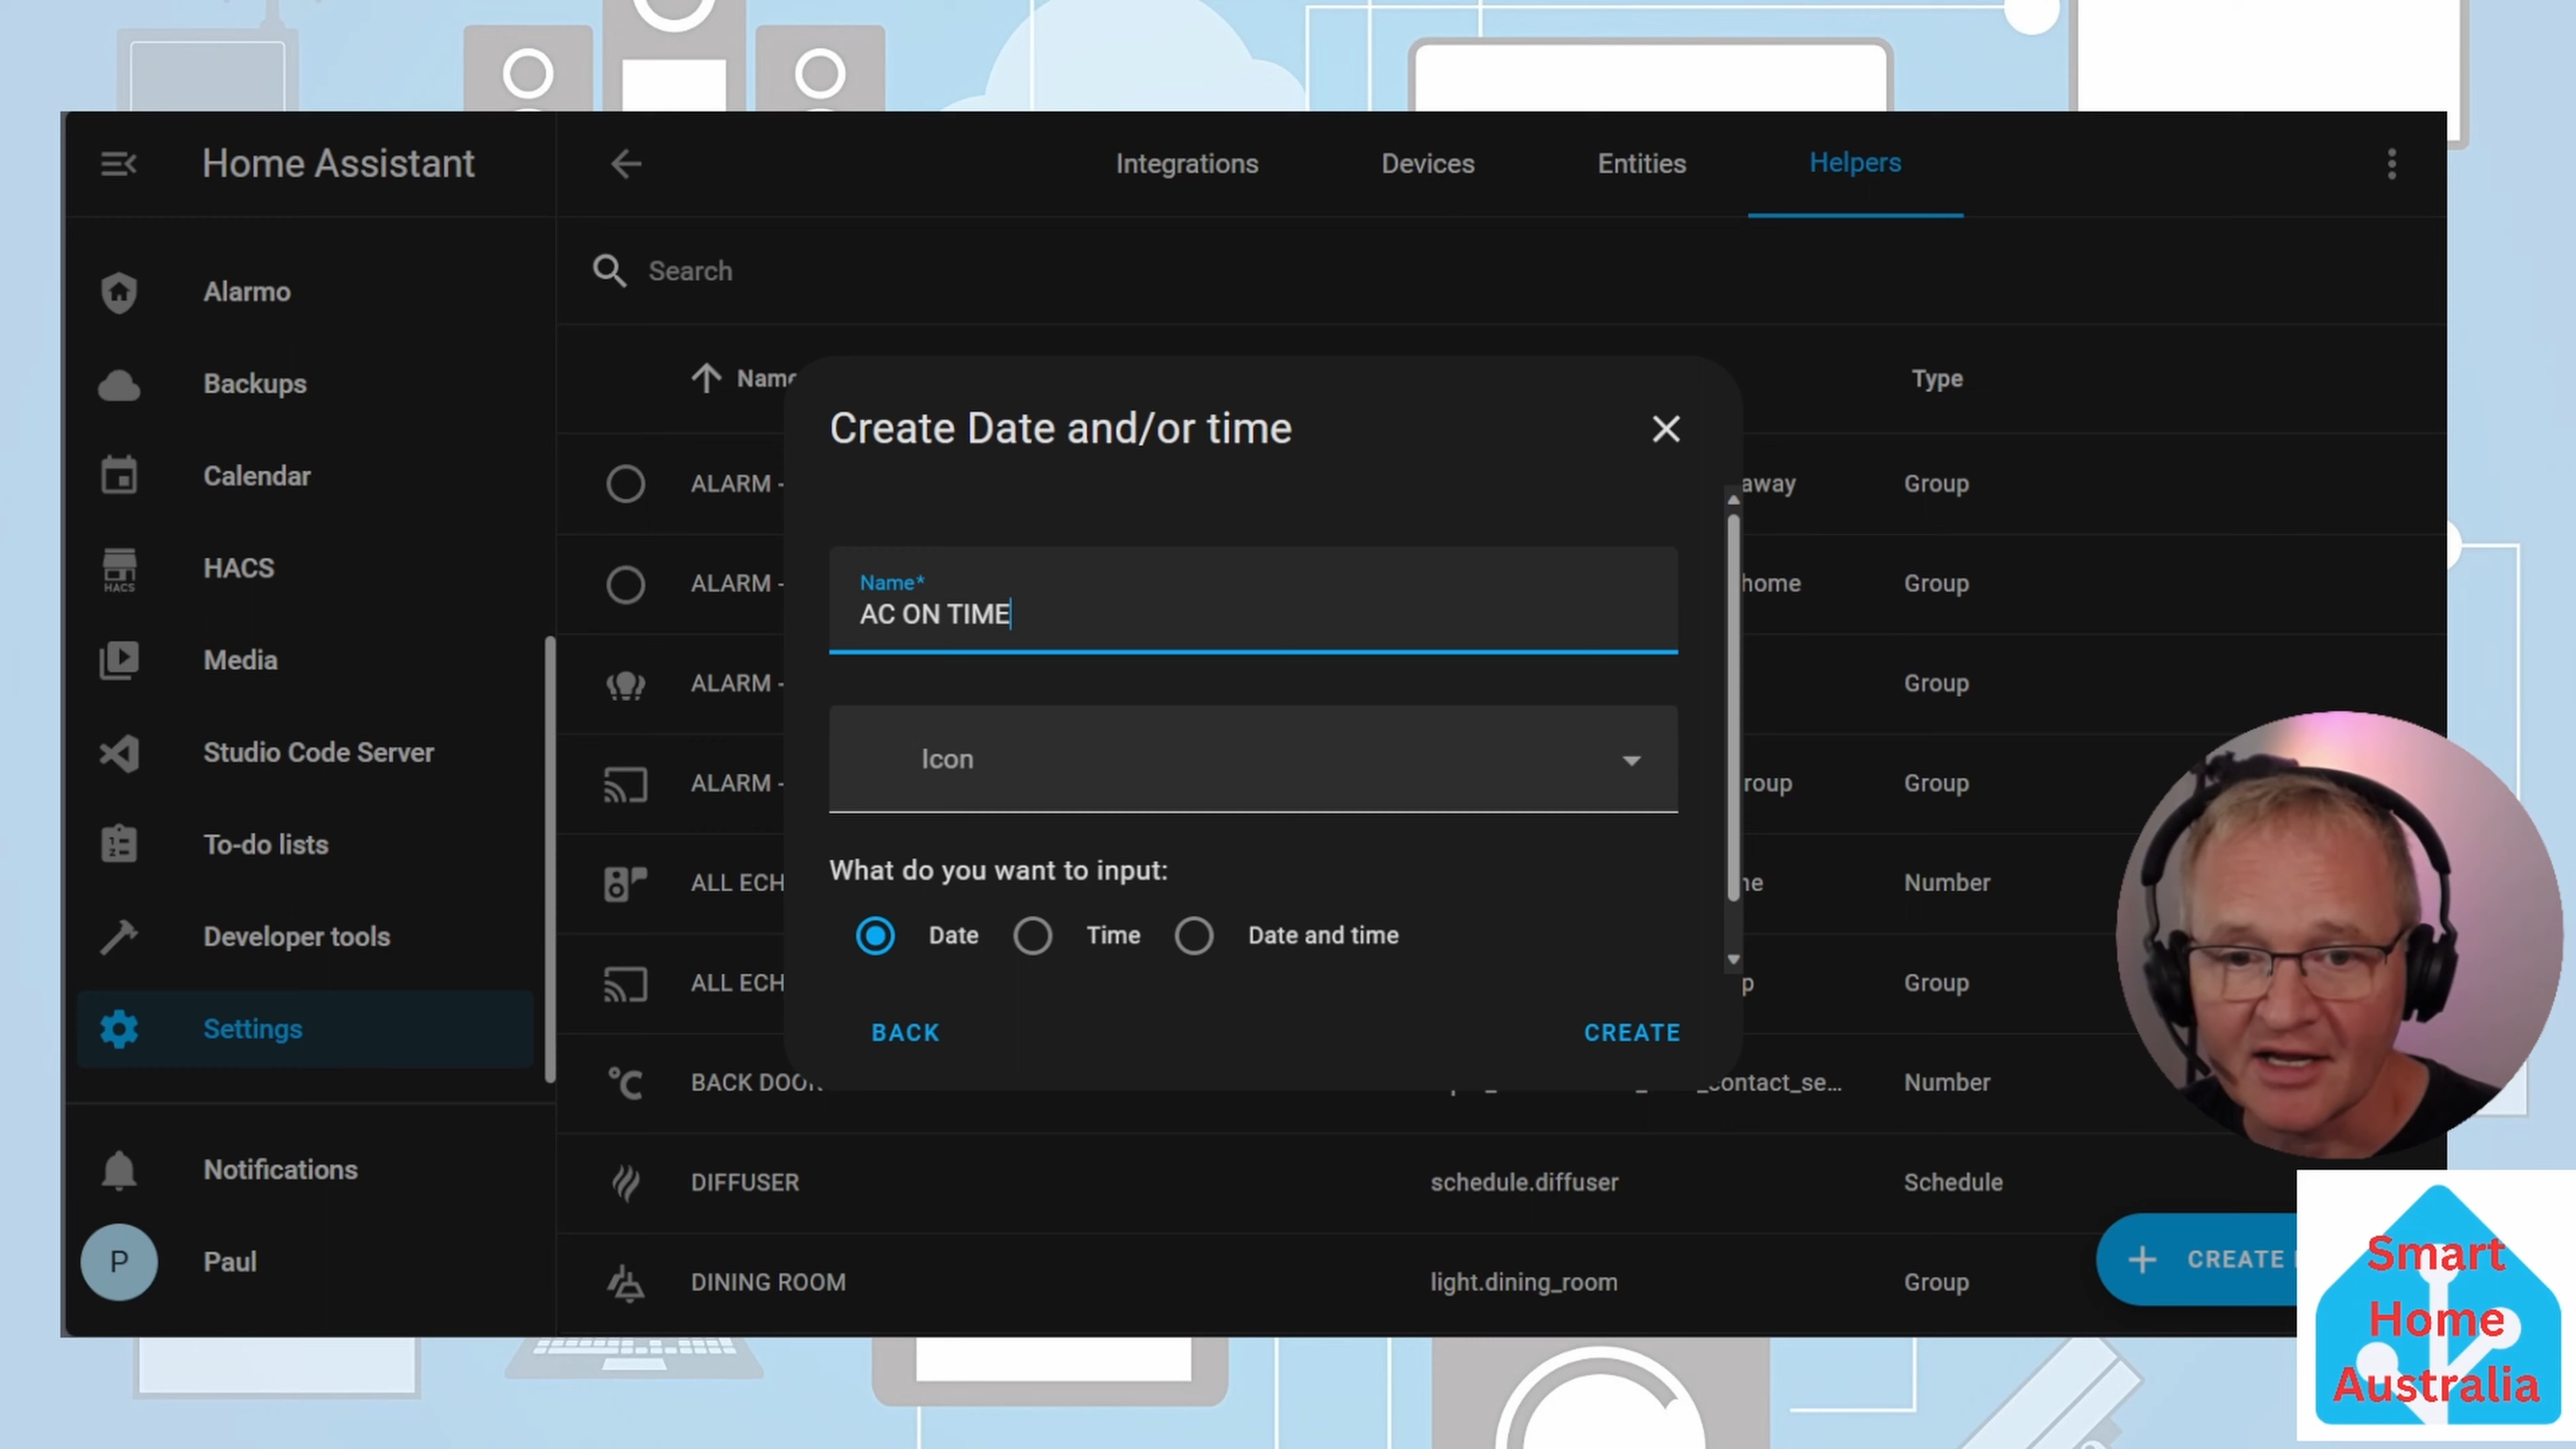 Home Assistant
Integrations
Devices
Entities
Helpers
Search
Alarmo
Backups
Calendar
HACS
HACS
Media
Studio Code Server
To-do lists
Developer tools
Settings
Notifications
P
Paul
Name
Type
ALARM -
away
Group
ALARM -
home
Group
ALARM -
Group
ALARM -
roup
Group
ALL ECH
Number
ALL ECH
p
Group
BACK DOOR
_contact_se...
Number
DIFFUSER
schedule.diffuser
Schedule
DINING ROOM
light.dining_room
Group
Create Date and/or time
Name*
AC ON TIME
Icon
What do you want to input:
Date
Time
Date and time
BACK
CREATE
+ CREATE
Smart
Home
Australia